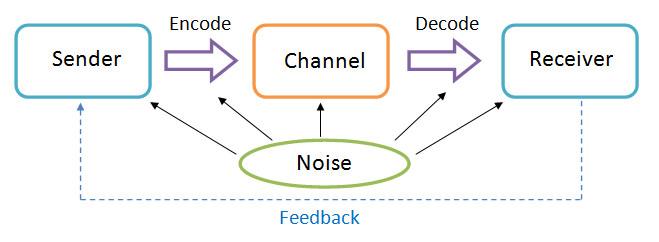 Encode
Decode
Sender
Channel
Receiver
Noise
Feedback